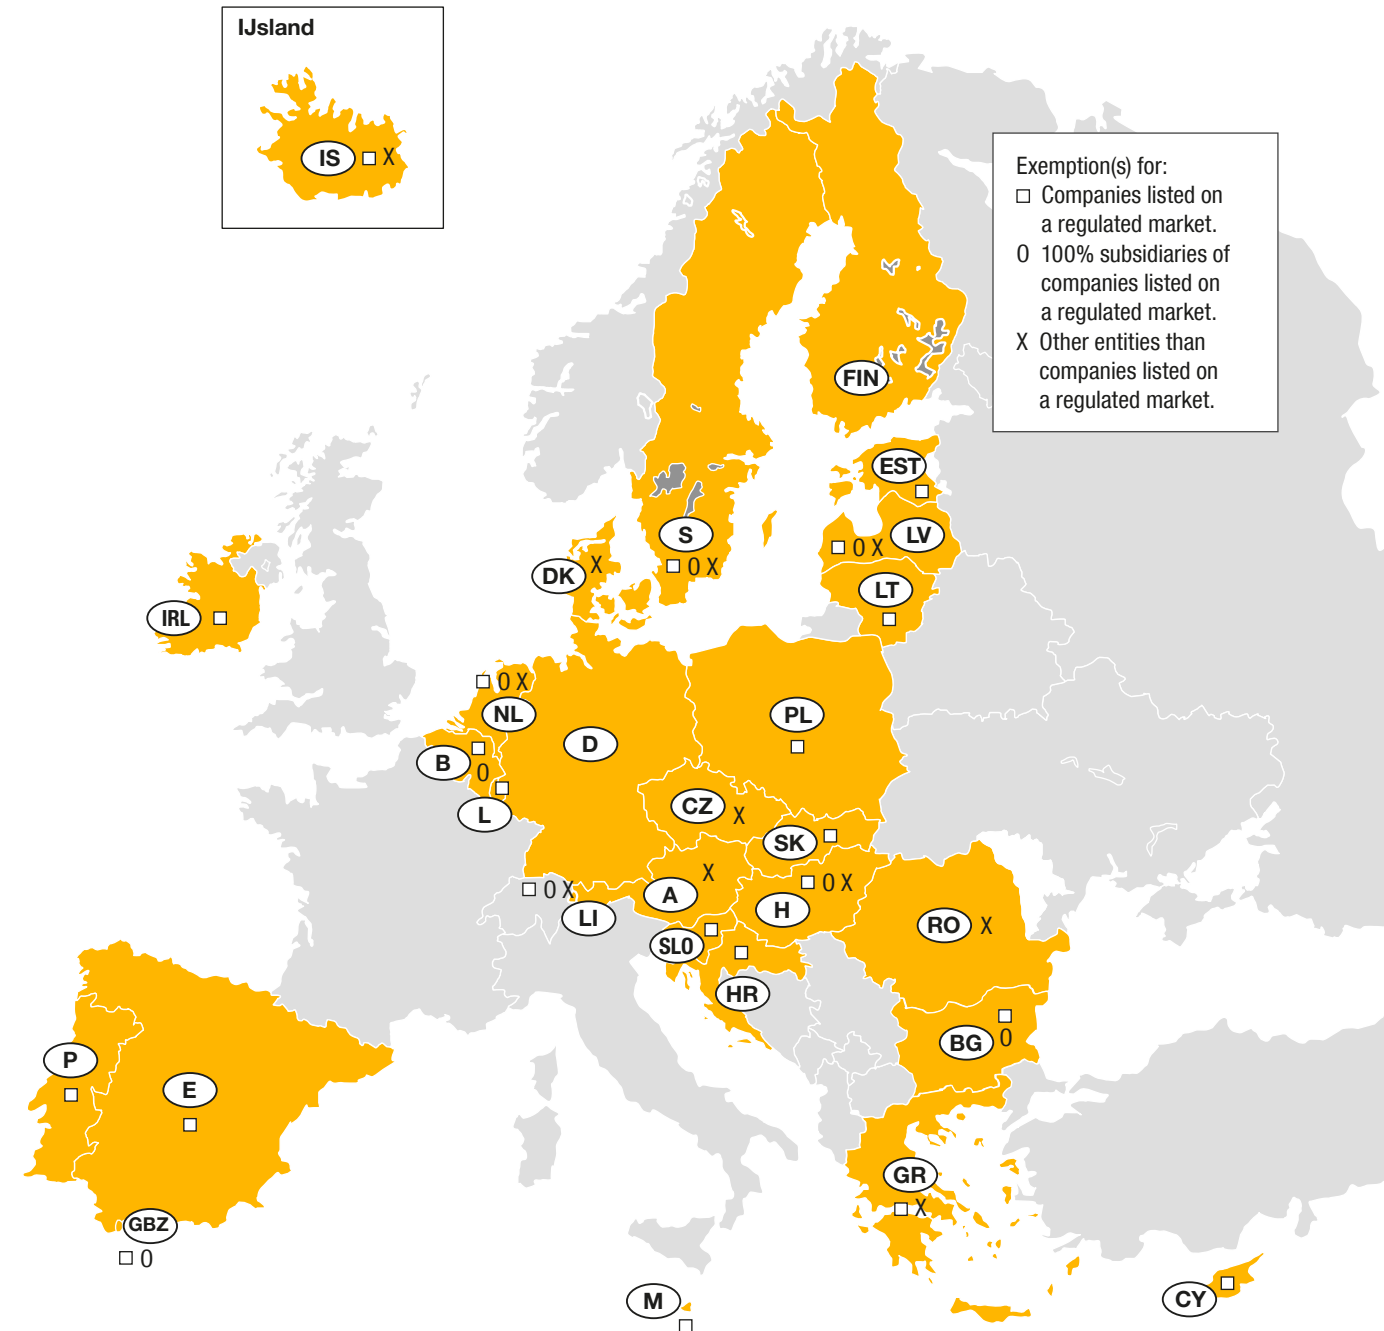 IJsland
IS □ X
Exemption(s) for:
□ Companies listed on
a regulated market.
0 100% subsidiaries of
companies listed on
a regulated market.
X Other entities than
companies listed on
a regulated market.
FIN
EST
□
S
□ 0 X
LV
□ 0 X
DK X
LT
□
IRL □
□ 0 X
NL
PL
□
D
B □
0
L □
CZ X
SK □
□ 0 X
LI
A X
H □ 0 X
SLO □
RO X
HR □
BG □
0
P
□
E
□
GR
□ X
GBZ
□ 0
M
□
CY □